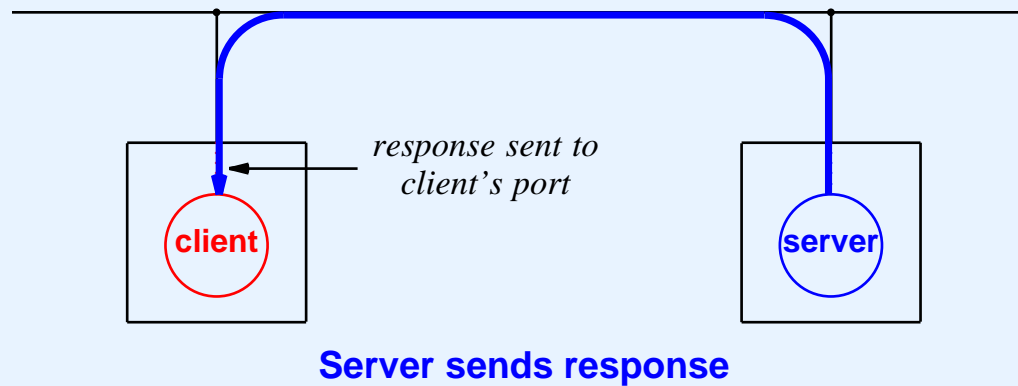 response sent to
client's port
client
server
Server sends response